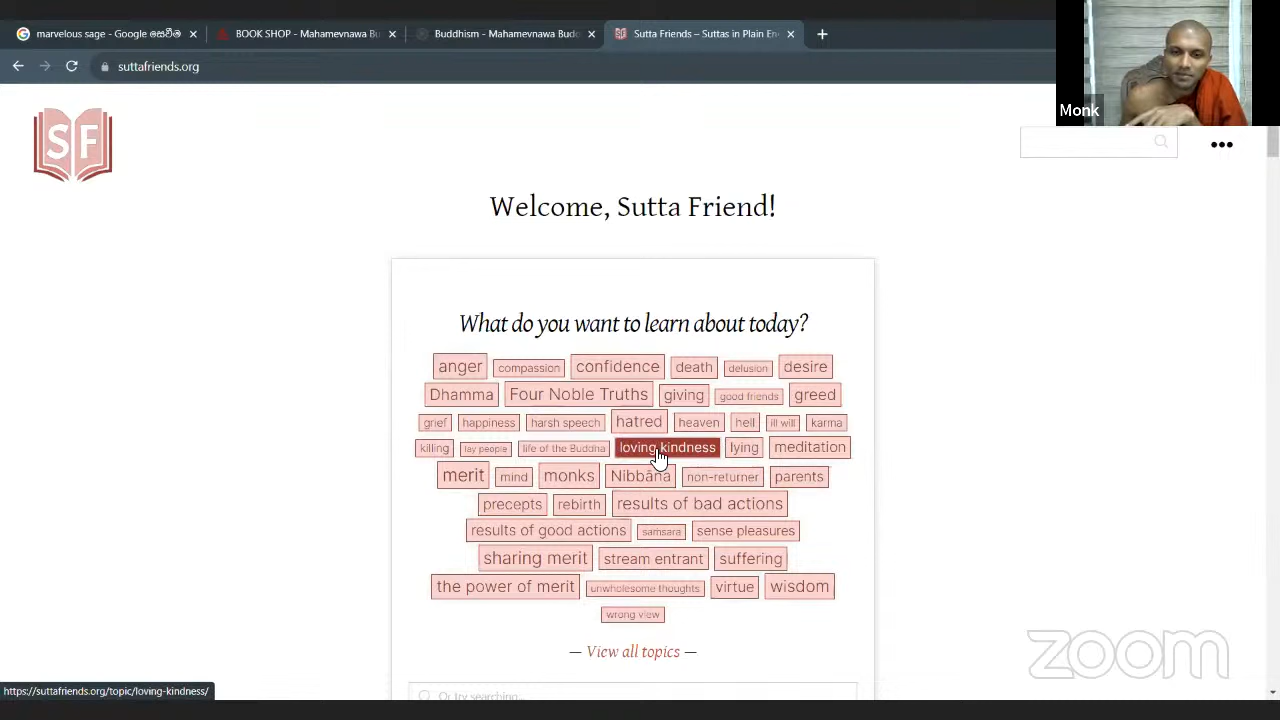 marvelous sage - Google සෙවීම
BOOK SHOP - Mahamevnawa Bu
Buddhism - Mahamevnawa Budd
Sutta Friends – Suttas in Plain En
suttafriends.org
Monk
SF
Welcome, Sutta Friend!
What do you want to learn about today?
anger compassion confidence death delusion desire
Dhamma Four Noble Truths giving good friends greed
grief happiness harsh speech hatred heaven hell ill will karma
killing lay people life of the Buddha loving kindness lying meditation
merit mind monks Nibbāna non-returner parents
precepts rebirth results of bad actions
results of good actions samsara sense pleasures
sharing merit stream entrant suffering
the power of merit unwholesome thoughts virtue wisdom
wrong view
— View all topics —
Or try searching...
zoom
https://suttafriends.org/topic/loving-kindness/